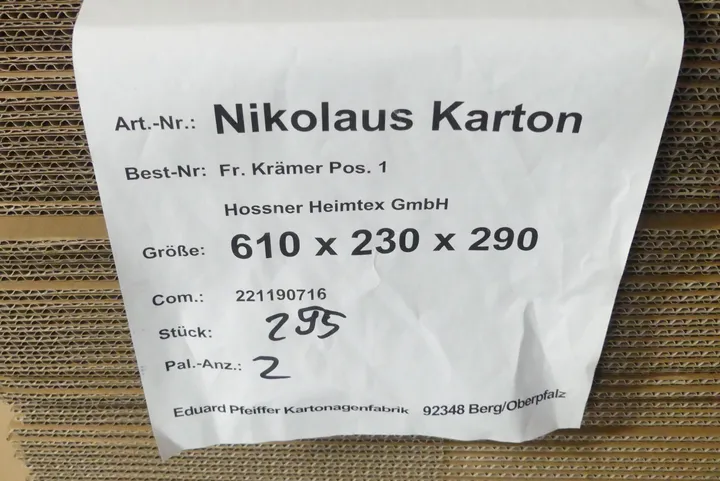 Art.-Nr.: Nikolaus Karton
Best-Nr: Fr. Krämer Pos. 1
Hossner Heimtex GmbH
Größe: 610 x 230 x 290
Com.: 221190716
Stück: 295
Pal.-Anz.: 2
Eduard Pfeiffer Kartonagenfabrik 92348 Berg/Oberpfalz